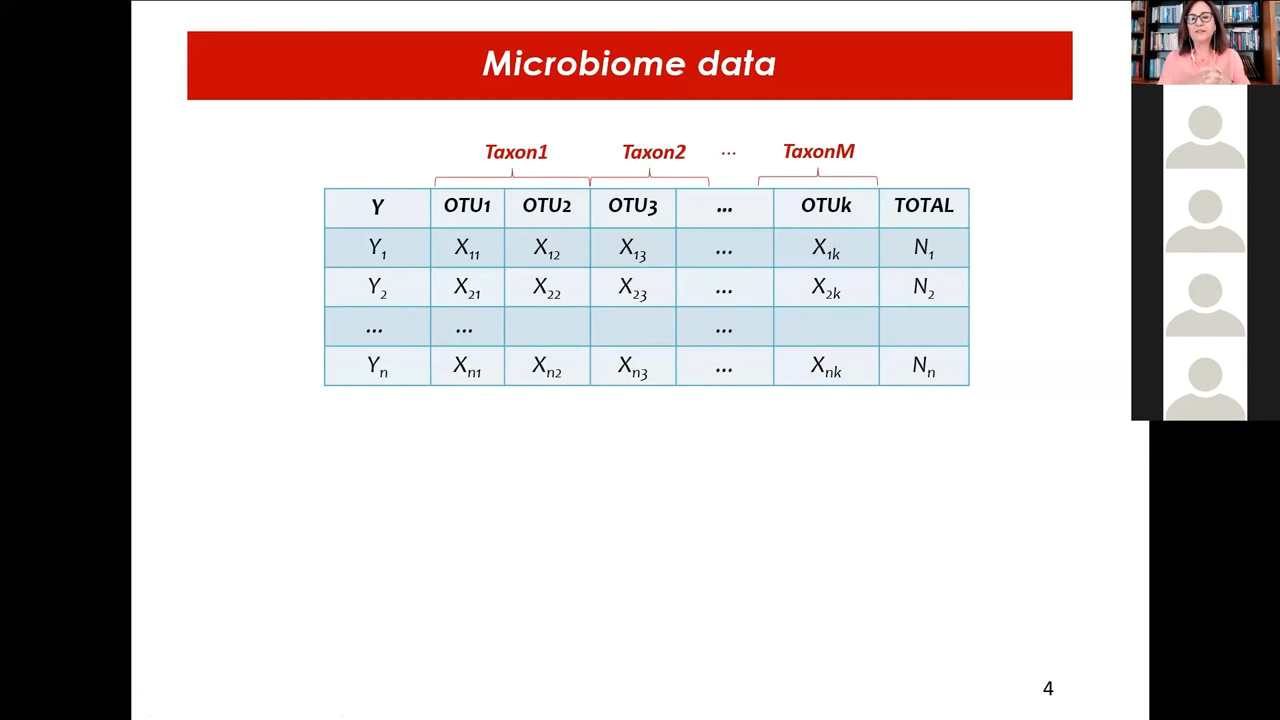 Microbiome data
Taxon1 Taxon2 ... TaxonM
Y OTU1 OTU2 OTU3 ... OTUk TOTAL
Y1 X11 X12 X13 ... X1k N1
Y2 X21 X22 X23 ... X2k N2
... ... ...
Yn Xn1 Xn2 Xn3 ... Xnk Nn
4